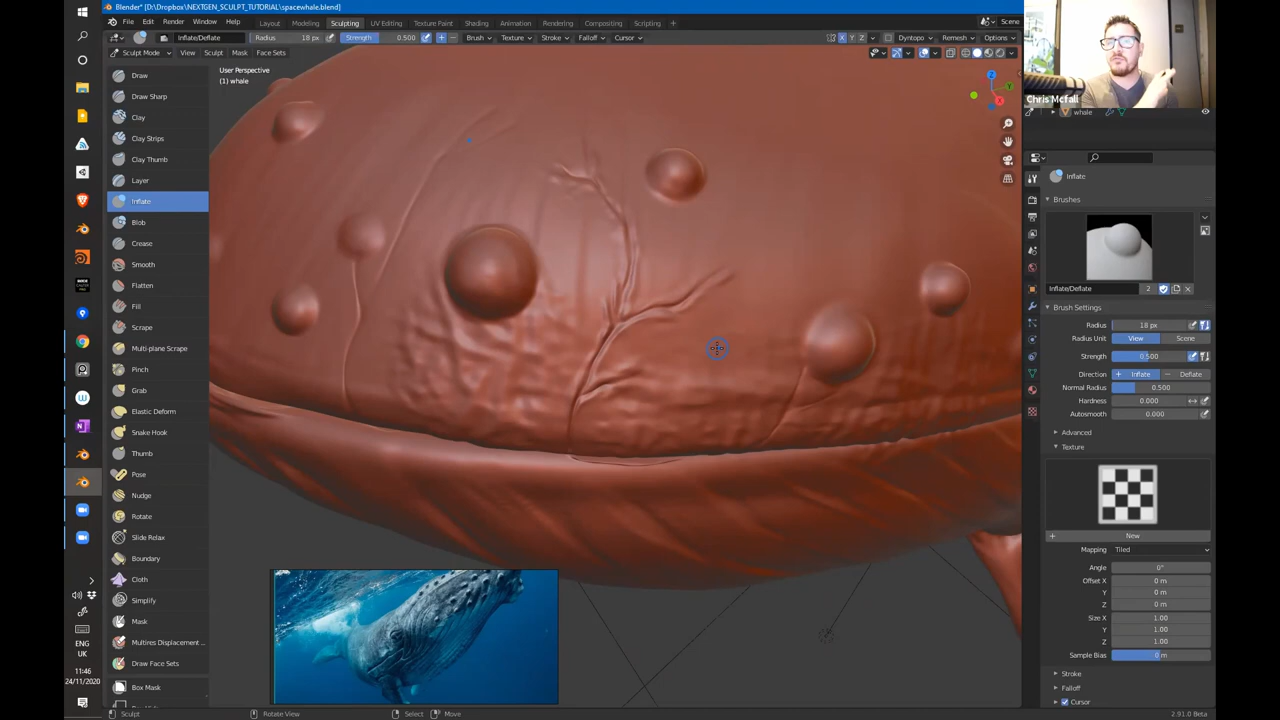 Blender* [D:\Dropbox\NEXTGEN_SCULPT_TUTORIAL\spacewhale.blend]
File Edit Render Window Help Layout Modeling Sculpting UV Editing Texture Paint Shading Animation Rendering Compositing Scripting + Scene
Inflate/Deflate Radius 18 px Strength 0.500 Brush Texture Stroke Falloff Cursor X Y Z Dyntopo Remesh Options
Sculpt Mode View Sculpt Mask Face Sets
User Perspective
(1) whale
Draw
Draw Sharp
Clay
Clay Strips
Clay Thumb
Layer
Inflate
Blob
Crease
Smooth
Flatten
Fill
Scrape
Multi-plane Scrape
Pinch
Grab
Elastic Deform
Snake Hook
Thumb
Pose
Nudge
Rotate
Slide Relax
Boundary
Cloth
Simplify
Mask
Multires Displacement ...
Draw Face Sets
Box Mask
Z
Y
X
Chris Mcfall
whale
Inflate
Brushes
Inflate/Deflate 2
Brush Settings
Radius 18 px
Radius Unit View Scene
Strength 0.500
Direction + Inflate − Deflate
Normal Radius 0.500
Hardness 0.000
Autosmooth 0.000
Advanced
Texture
+ New
Mapping Tiled
Angle 0°
Offset X 0 m
Y 0 m
Z 0 m
Size X 1.00
Y 1.00
Z 1.00
Sample Bias 0 m
Stroke
Falloff
Cursor
ENG
UK
11:46
24/11/2020
Sculpt Rotate View Select Move 2.91.0 Beta